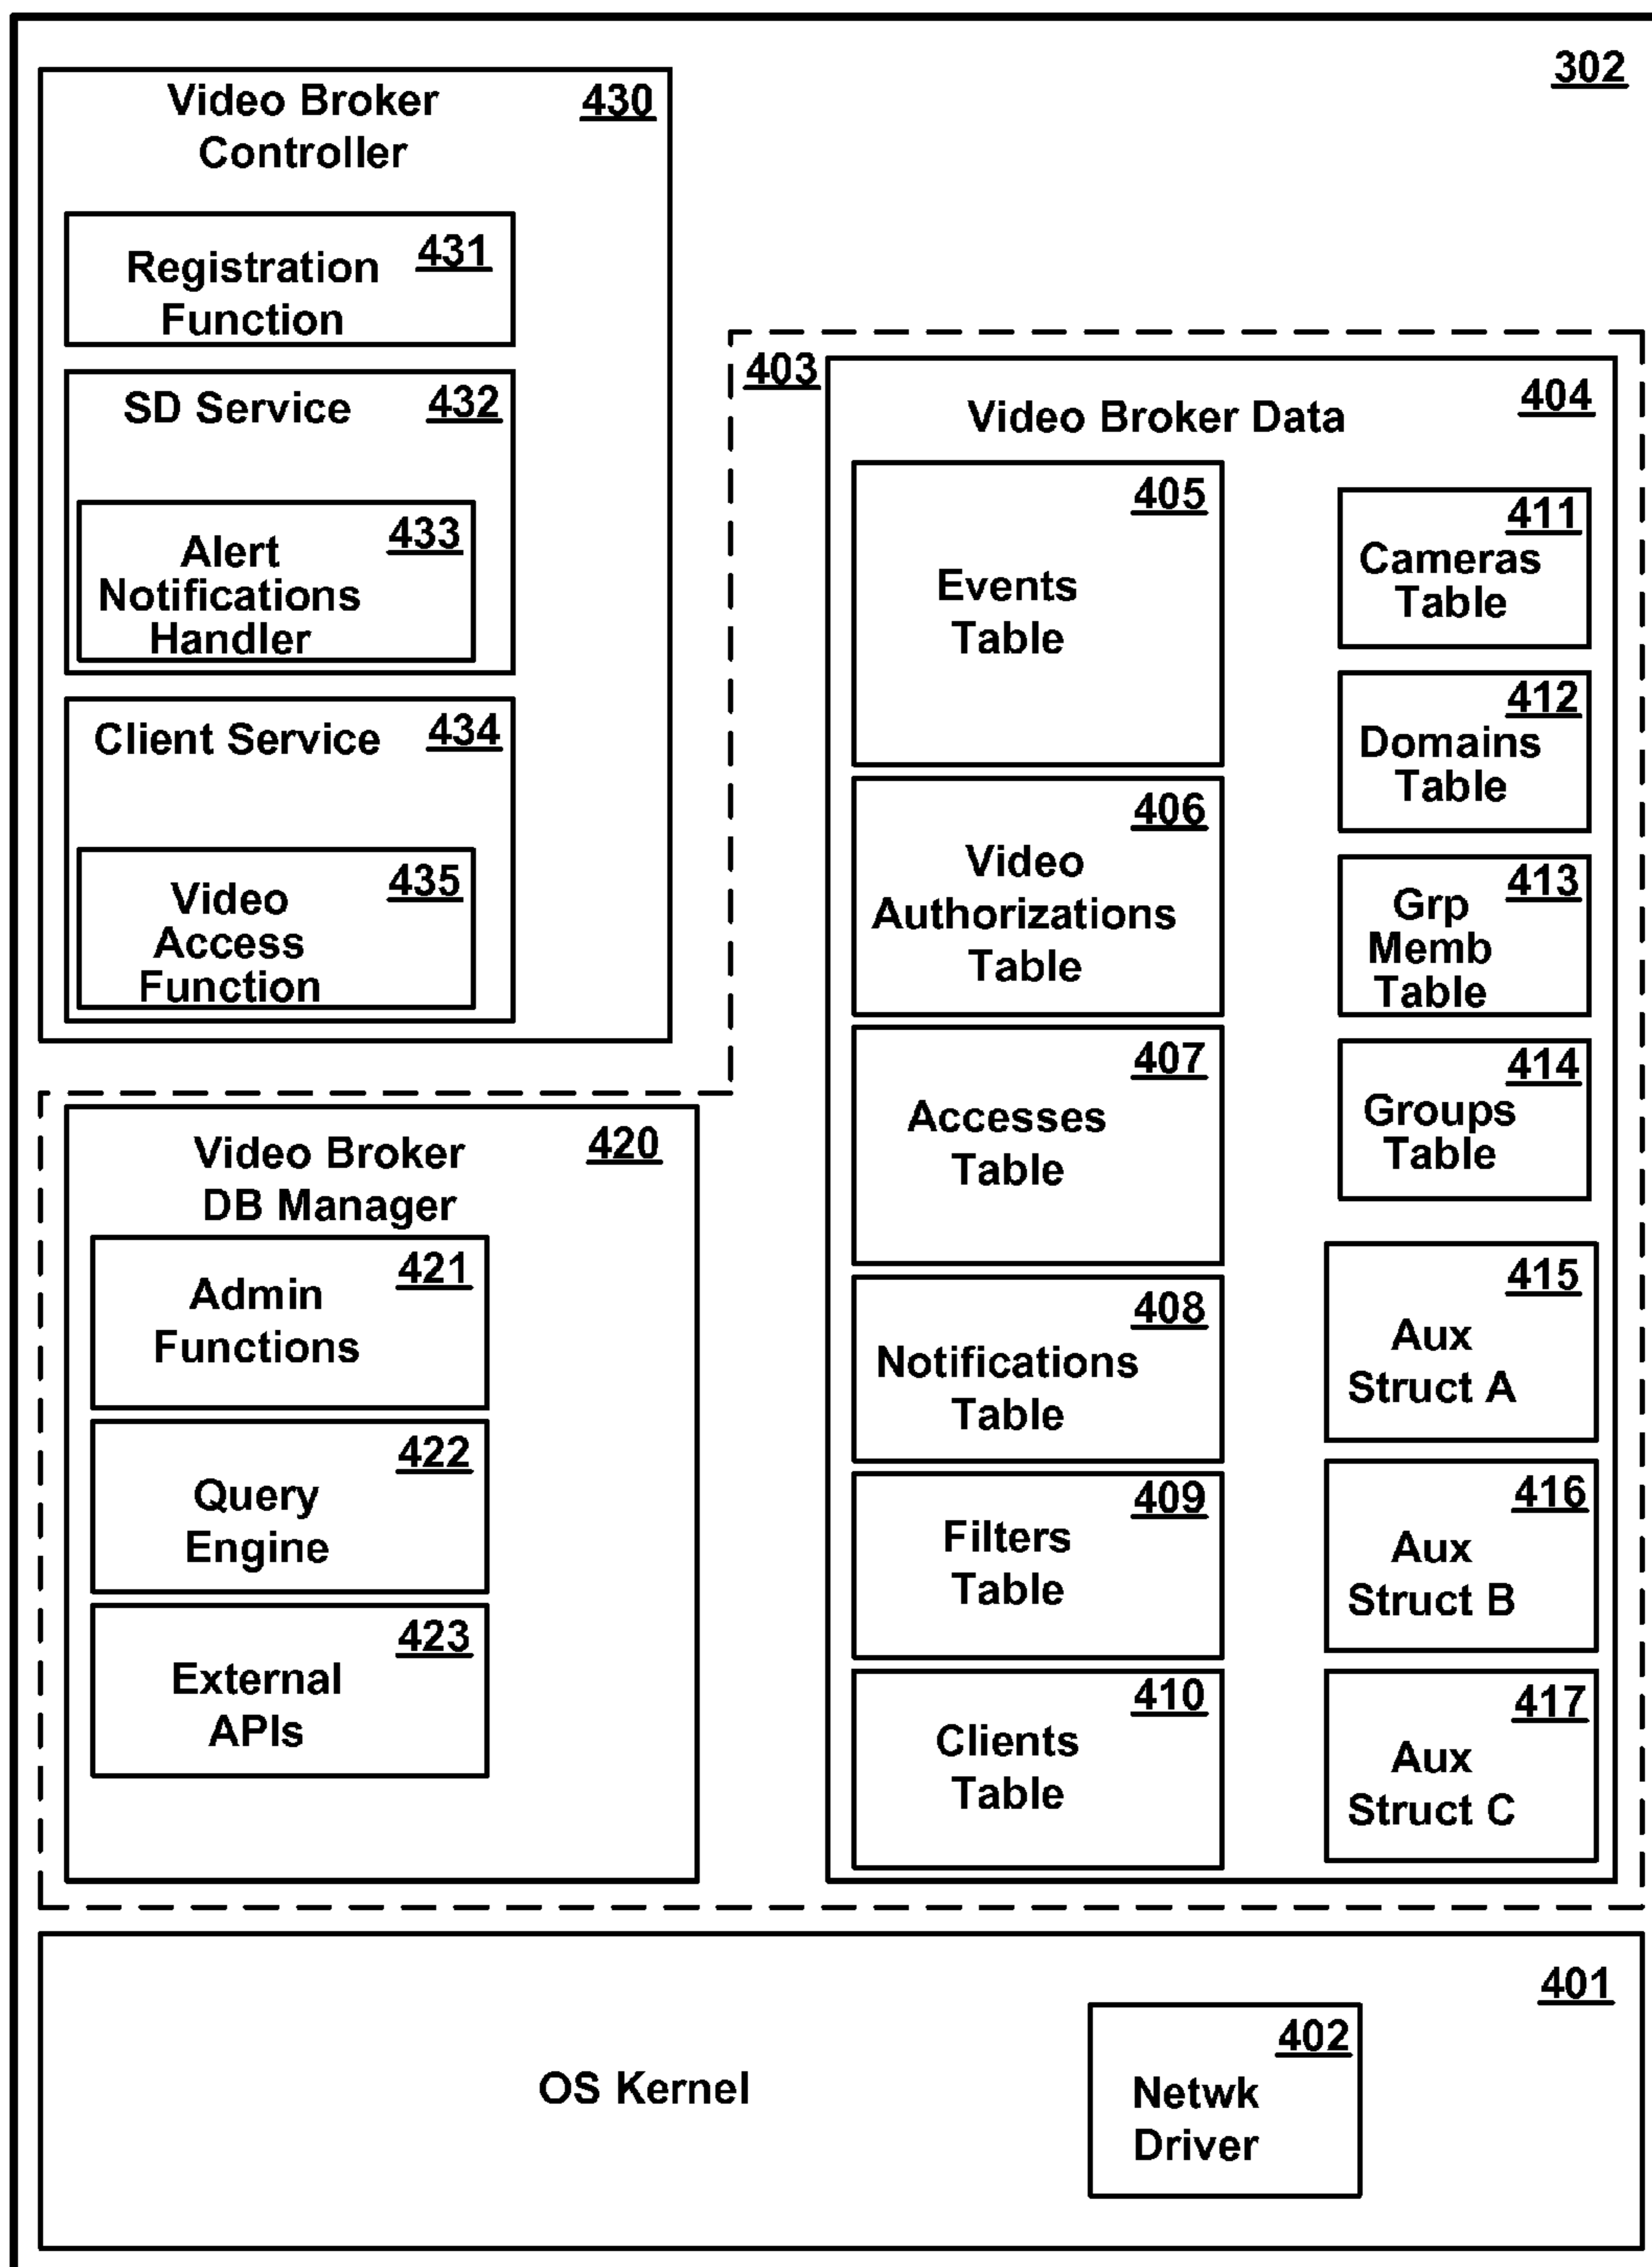 302
Video Broker
Controller
430
Registration
Function
431
SD Service
432
Alert
Notifications
Handler
433
Client Service
434
Video
Access
Function
435
403
Video Broker Data
404
Events
Table
405
Video
Authorizations
Table
406
Accesses
Table
407
Notifications
Table
408
Filters
Table
409
Clients
Table
410
411
Cameras
Table
412
Domains
Table
413
Grp
Memb
Table
414
Groups
Table
415
Aux
Struct A
416
Aux
Struct B
417
Aux
Struct C
Video Broker
DB Manager
420
Admin
Functions
421
Query
Engine
422
External
APIs
423
401
OS Kernel
402
Netwk
Driver